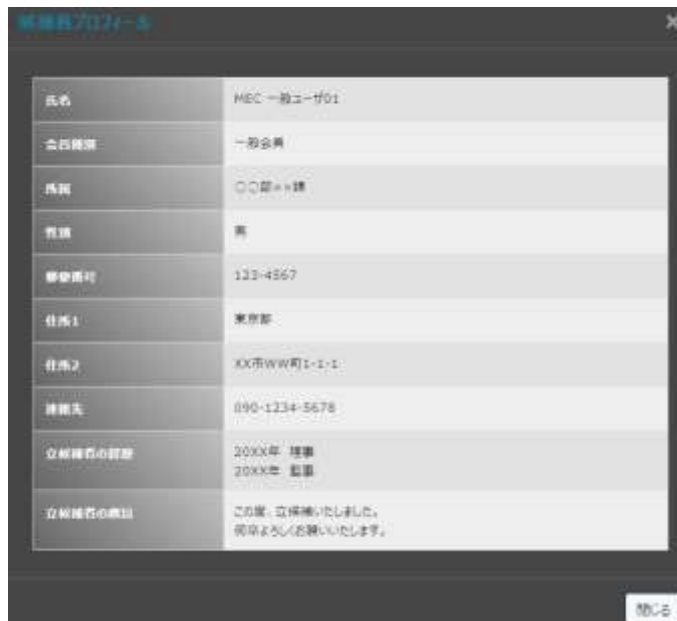 候補者プロフィール
×
氏名 MEC 一般ユーザ01
会員種別 一般会員
所属 〇〇部××課
性別 男
郵便番号 123-4567
住所1 東京都
住所2 XX市WW町1-1-1
連絡先 090-1234-5678
立候補者の経歴 20XX年 理事
20XX年 監事
立候補者の
この度、立候補いたしました。
何卒よろしくお願いいたします。
閉じる